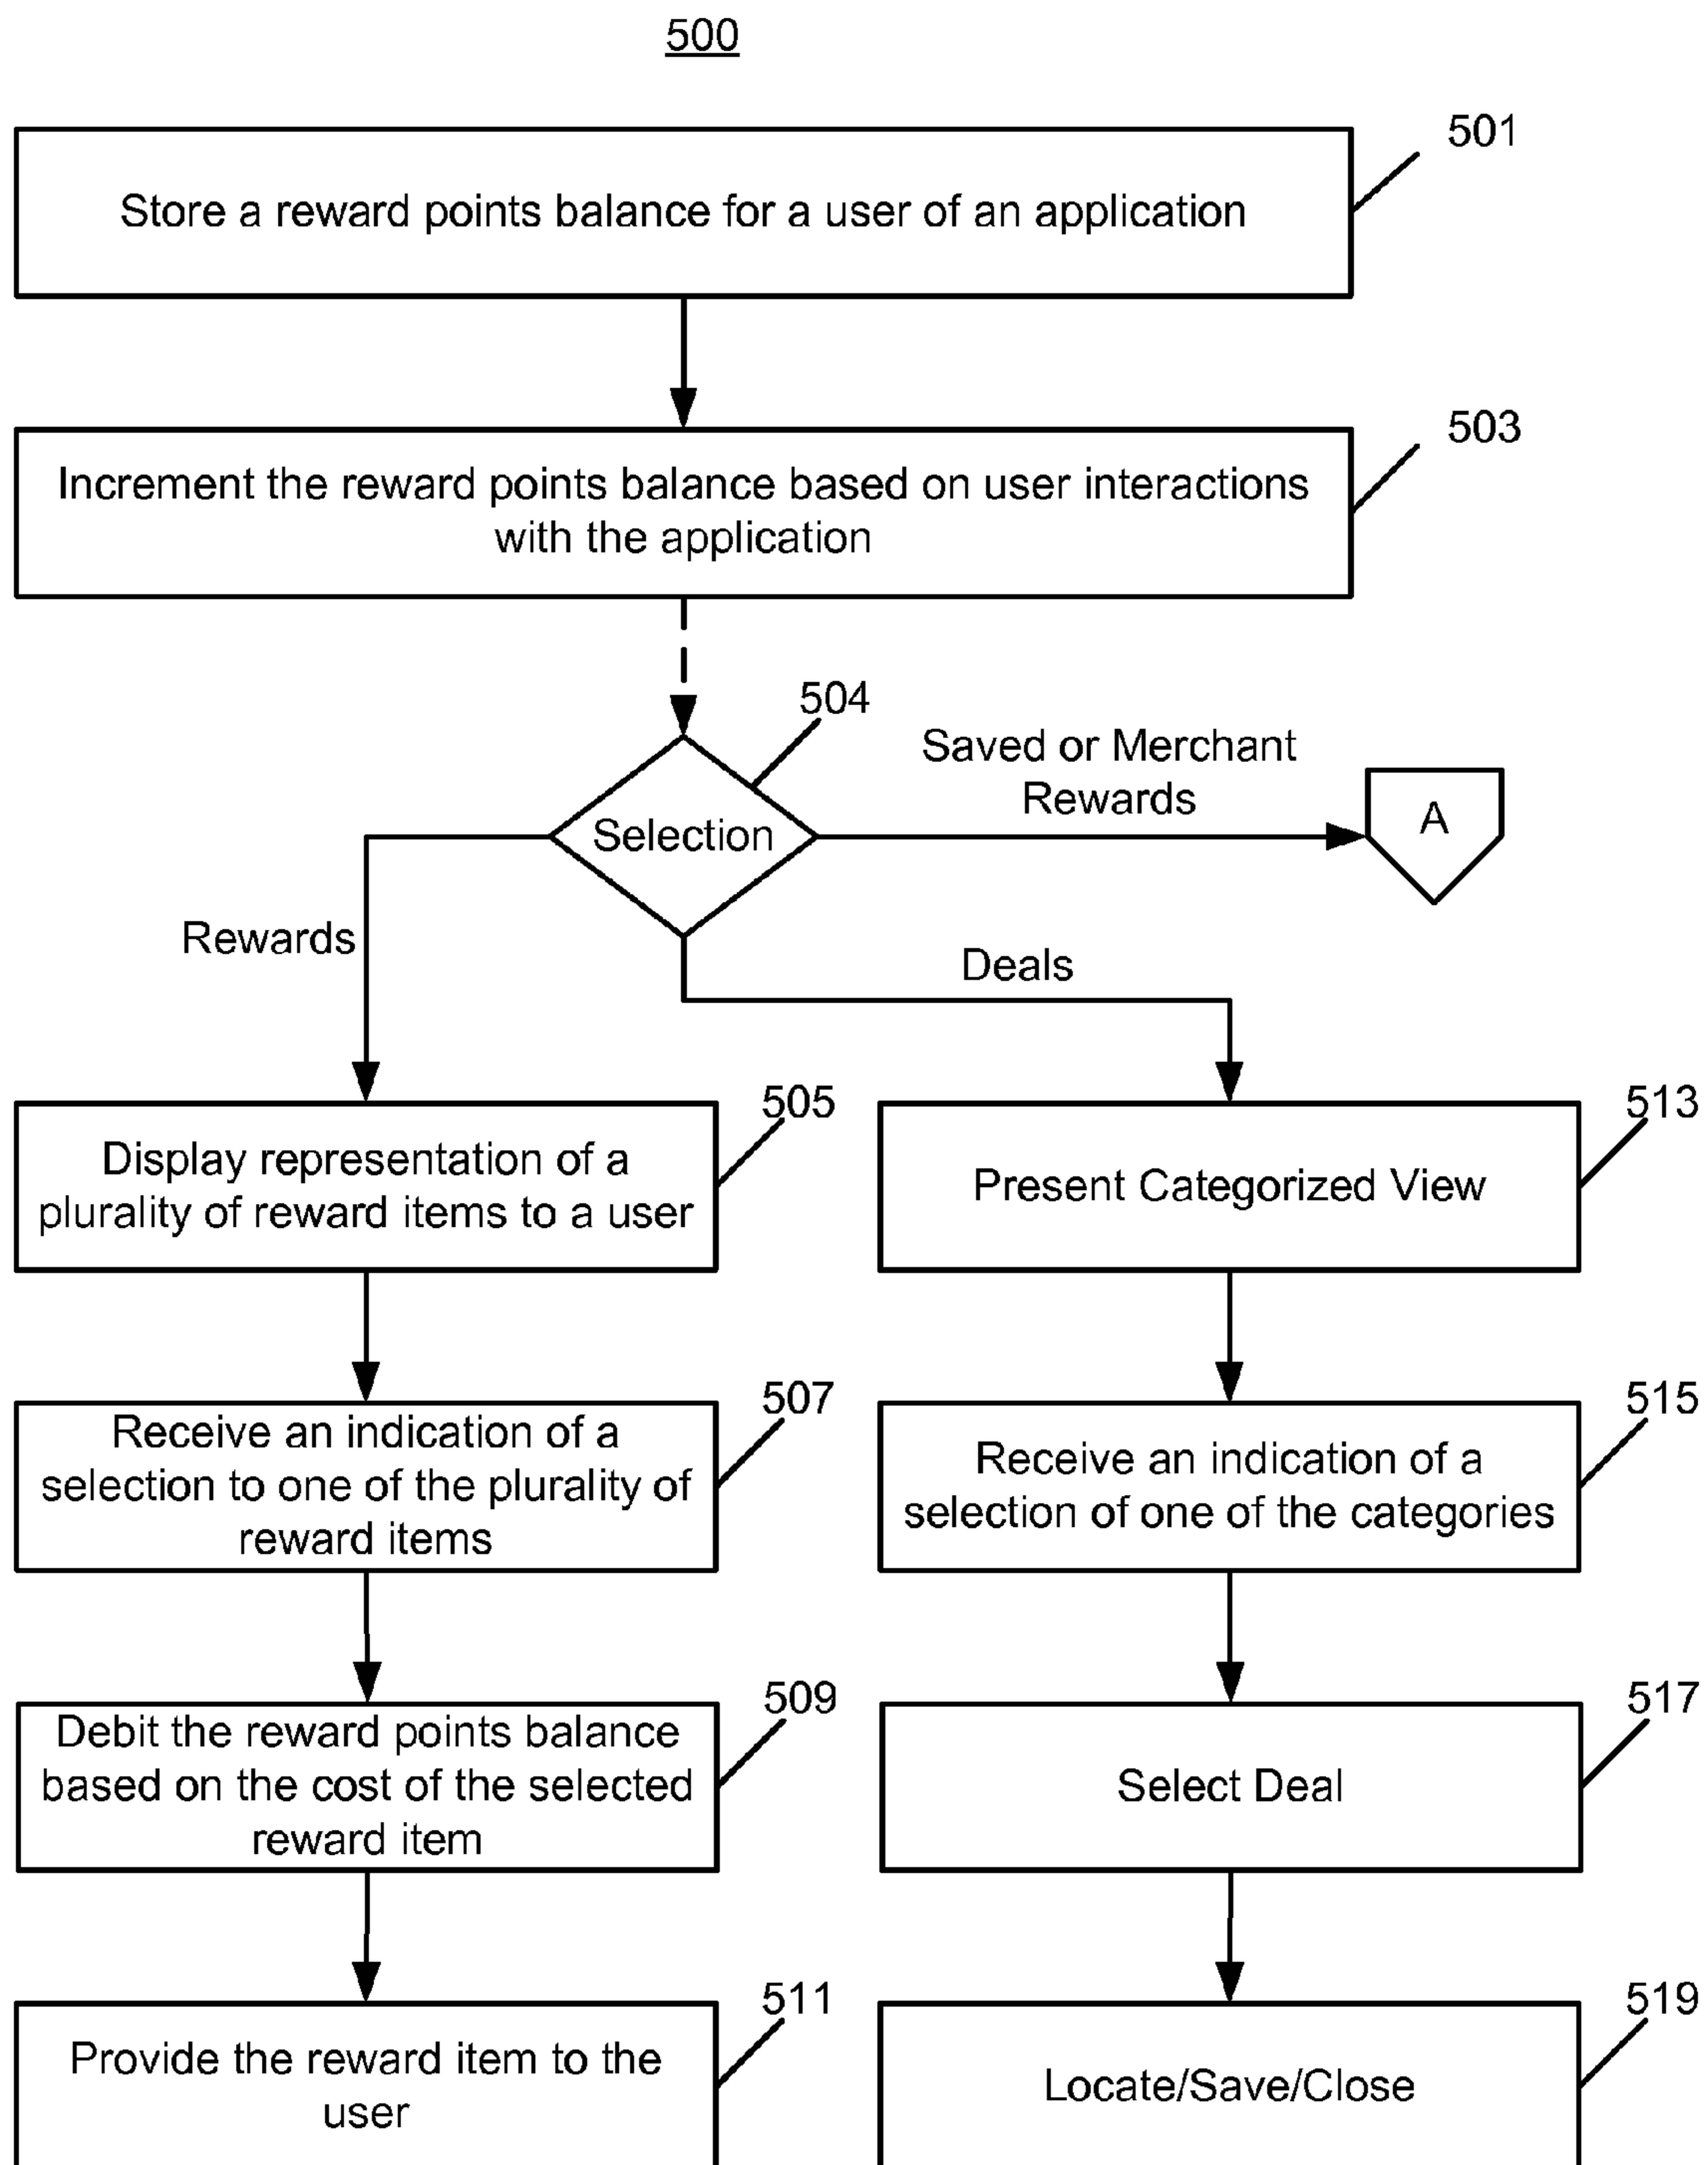 500
501
Store a reward points balance for a user of an application
503
Increment the reward points balance based on user interactions
with the application
504
Saved or Merchant
Rewards
A
Selection
Rewards
Deals
505
Display representation of a
plurality of reward items to a user
513
Present Categorized View
507
Receive an indication of a
selection to one of the plurality of
reward items
515
Receive an indication of a
selection of one of the categories
509
Debit the reward points balance
based on the cost of the selected
reward item
517
Select Deal
511
Provide the reward item to the
user
519
Locate/Save/Close